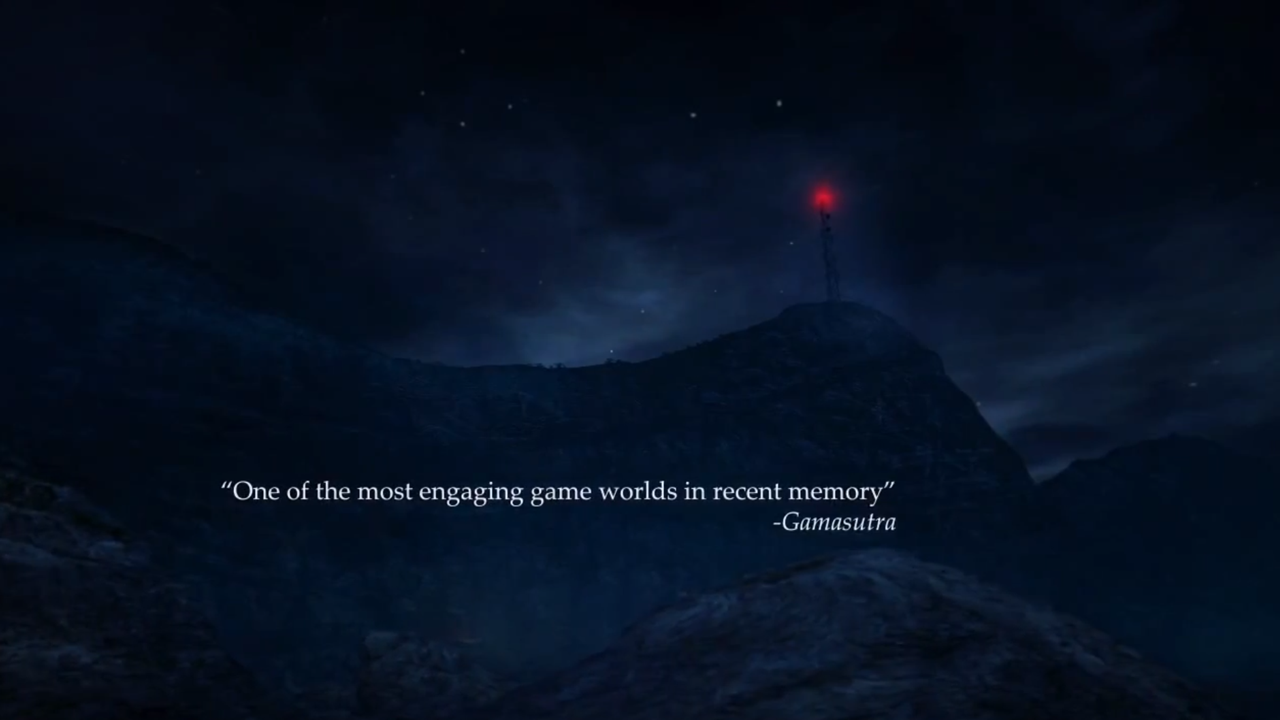 “One of the most engaging game worlds in recent memory”
-Gamasutra